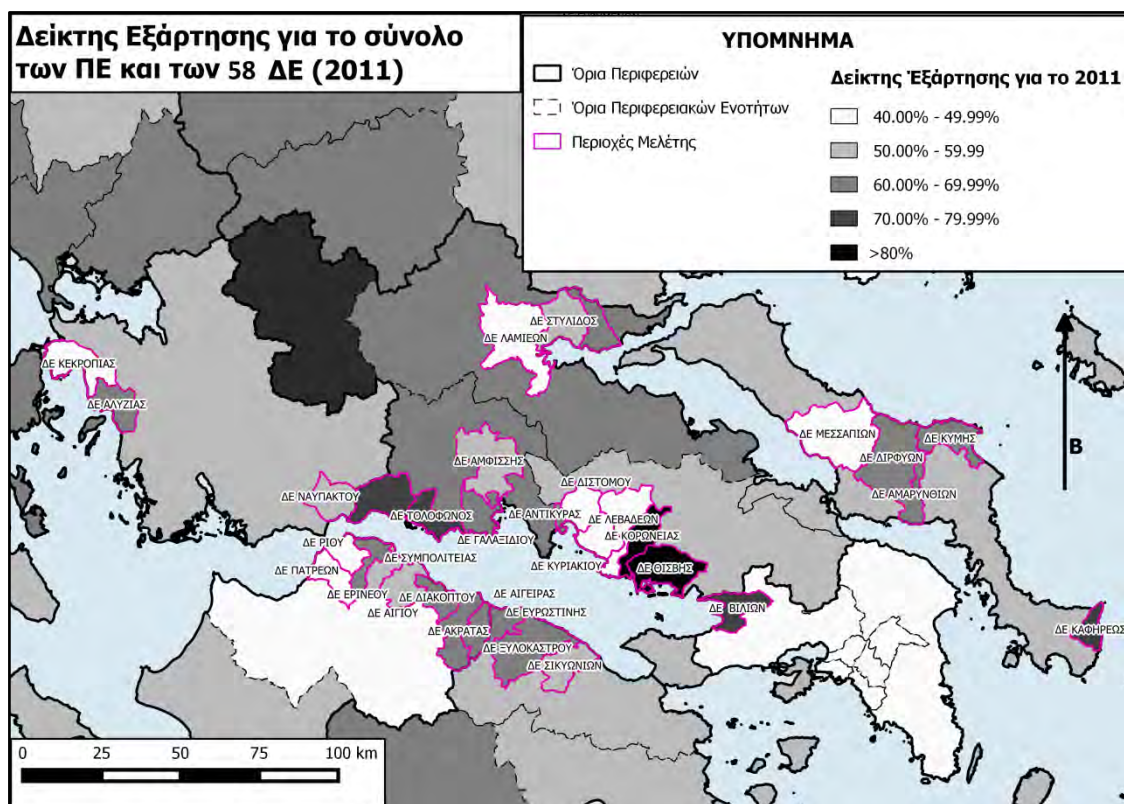 Δείκτης Εξάρτησης για το σύνολο
των ΠΕ και των 58 ΔΕ (2011)
ΥΠΟΜΝΗΜΑ
Όρια Περιφερειών
Όρια Περιφερειακών Ενοτήτων
Περιοχές Μελέτης
Δείκτης Έξάρτησης για το 2011
40.00% - 49.99%
50.00% - 59.99
60.00% - 69.99%
70.00% - 79.99%
>80%
ΔΕ ΣΤΥΛΙΔΟΣ
ΔΕ ΛΑΜΙΕΩΝ
ΔΕ ΚΕΚΡΟΠΙΑΣ
ΔΕ ΑΛΥΖΙΑΣ
ΔΕ ΜΕΣΣΑΠΙΩΝ
ΔΕ ΚΥΜΗΣ
ΔΕ ΔΙΡΦΥΩΝ
ΔΕ ΑΜΑΡΥΝΘΙΩΝ
Β
ΔΕ ΑΜΦΙΣΣΗΣ
ΔΕ ΔΙΣΤΟΜΟΥ
ΔΕ ΝΑΥΠΑΚΤΟΥ
ΔΕ ΤΟΛΟΦΩΝΟΣ
ΔΕ ΑΝΤΙΚΥΡΑΣ
ΔΕ ΛΕΒΑΔΕΩΝ
ΔΕ ΚΟΡΩΝΕΙΑΣ
ΔΕ ΓΑΛΑΞΙΔΙΟΥ
ΔΕ ΡΙΟΥ
ΔΕ ΣΥΜΠΟΛΙΤΕΙΑΣ
ΔΕ ΚΥΡΙΑΚΙΟΥ
ΔΕ ΘΙΣΒΗΣ
ΔΕ ΠΑΤΡΕΩΝ
ΔΕ ΕΡΙΝΕΟΥ
ΔΕ ΔΙΑΚΟΠΤΟΥ
ΔΕ ΑΙΓΕΙΡΑΣ
ΔΕ ΑΙΓΙΟΥ
ΔΕ ΕΥΡΩΣΤΙΝΗΣ
ΔΕ ΒΙΛΙΩΝ
ΔΕ ΑΚΡΑΤΑΣ
ΔΕ ΞΥΛΟΚΑΣΤΡΟΥ
ΔΕ ΣΙΚΥΩΝΙΩΝ
ΔΕ ΚΑΦΗΡΕΩΣ
0 25 50 75 100 km